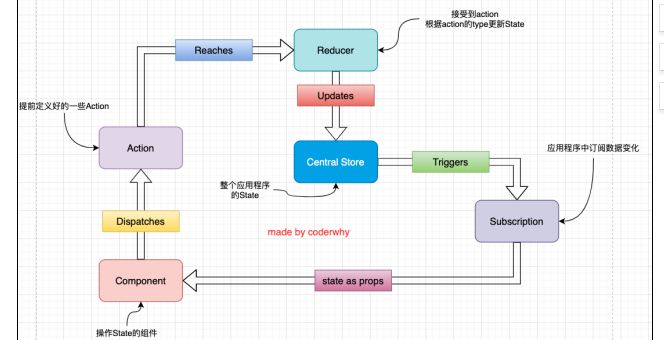 接受到action
根据action的type更新State
Reaches
Reducer
Updates
提前定义好的一些Action
Action
Central Store
Triggers
应用程序中订阅数据变化
整个应用程序
的State
Dispatches
made by coderwhy
Subscription
Component
state as props
操作State的组件